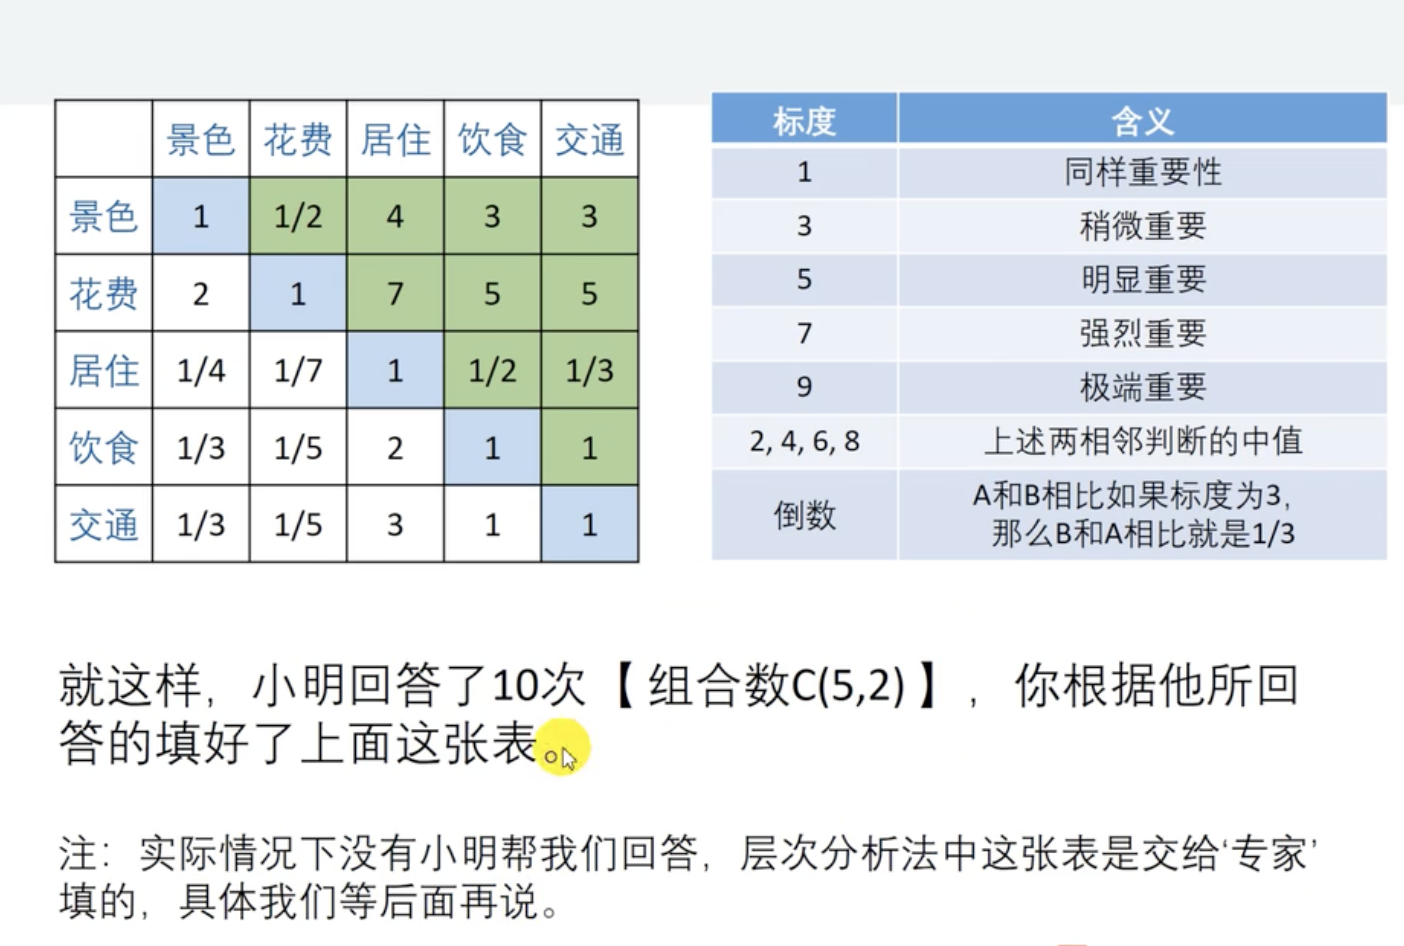 景色 花费 居住 饮食 交通
景色 1 1/2 4 3 3
花费 2 1 7 5 5
居住 1/4 1/7 1 1/2 1/3
饮食 1/3 1/5 2 1 1
交通 1/3 1/5 3 1 1
标度 含义
1 同样重要性
3 稍微重要
5 明显重要
7 强烈重要
9 极端重要
2, 4, 6, 8 上述两相邻判断的中值
倒数 A和B相比如果标度为3，
那么B和A相比就是1/3
就这样，小明回答了10次【组合数C(5,2)】，你根据他所回
答的填好了上面这张表。
注：实际情况下没有小明帮我们回答，层次分析法中这张表是交给‘专家’
填的，具体我们等后面再说。